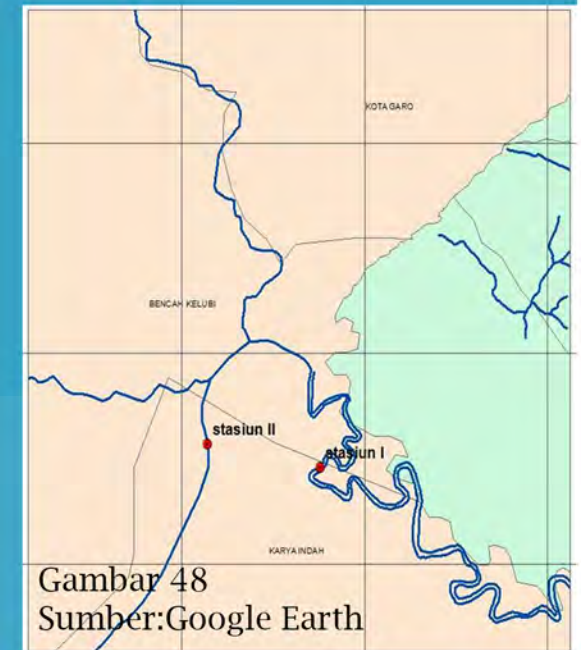 KOTA GARO
BENCAH KELUBI
stasiun II
stasiun I
KARYA INDAH
Gambar 48
Sumber:Google Earth